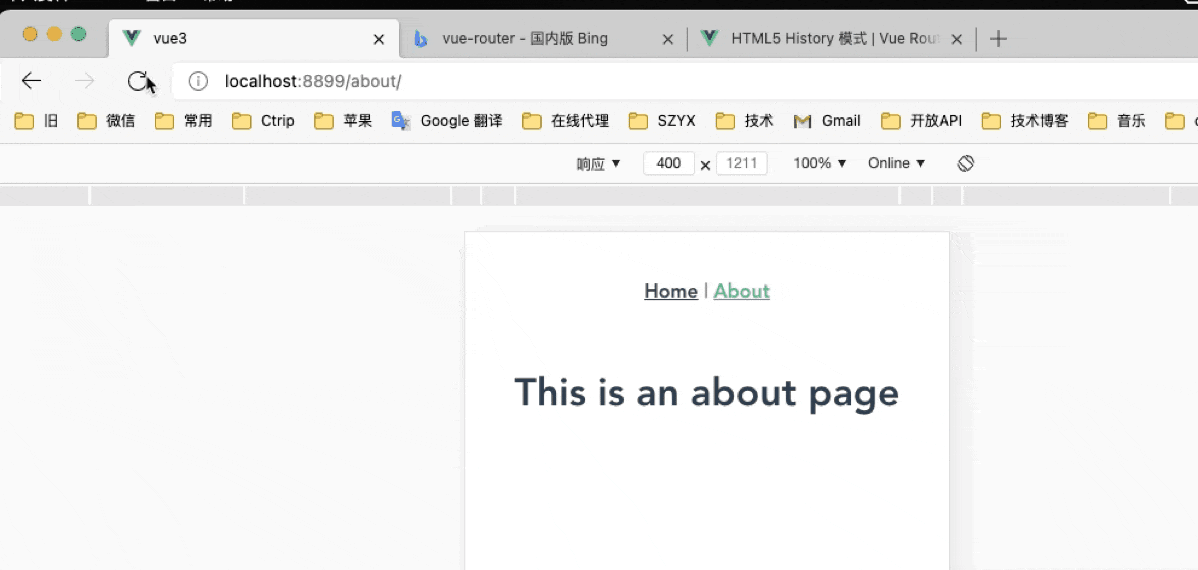 vue3
vue-router - 国内版 Bing
HTML5 History 模式 | Vue Rout
localhost:8899/about/
旧 微信 常用 Ctrip 苹果 Google 翻译 在线代理 SZYX 技术 Gmail 开放API 技术博客 音乐
响应 ▼ 400 × 1211 100% ▼ Online ▼
Home | About
This is an about page